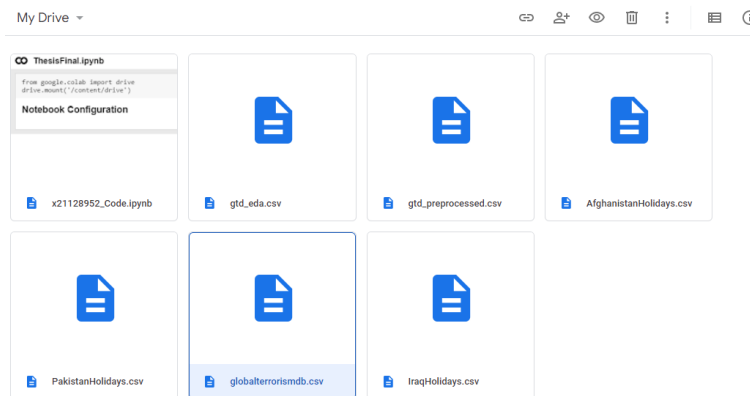 My Drive
ThesisFinal.ipynb
from google.colab import drive
drive.mount('/content/drive')
Notebook Configuration
x21128952_Code.ipynb
gtd_eda.csv
gtd_preprocessed.csv
AfghanistanHolidays.csv
PakistanHolidays.csv
globalterrorismdb.csv
IraqHolidays.csv